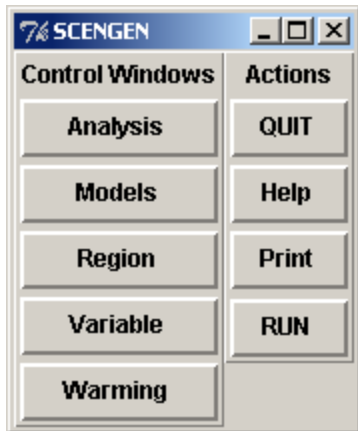 SCENGEN
Control Windows
Analysis
Models
Region
Variable
Warming
Actions
QUIT
Help
Print
RUN